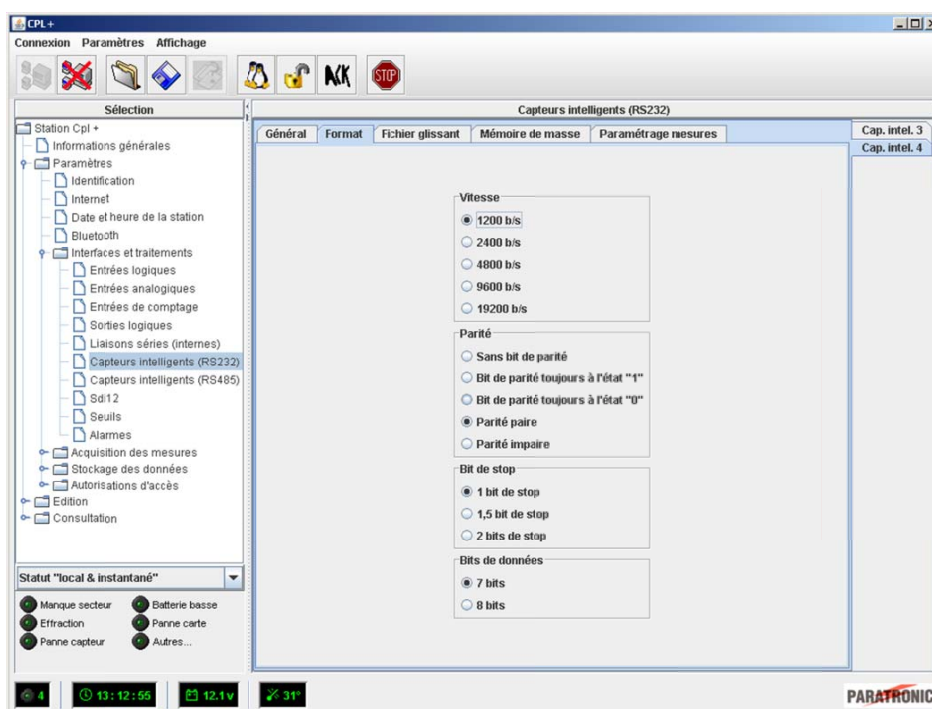 CPL+
Connexion Paramètres Affichage
STOP
Sélection
Station Cpl +
Informations générales
Paramètres
Identification
Internet
Date et heure de la station
Bluetooth
Interfaces et traitements
Entrées logiques
Entrées analogiques
Entrées de comptage
Sorties logiques
Liaisons séries (internes)
Capteurs intelligents (RS232)
Capteurs intelligents (RS485)
Sdi12
Seuils
Alarmes
Acquisition des mesures
Stockage des données
Autorisations d'accès
Edition
Consultation
Statut "local & instantané"
Manque secteur Batterie basse
Effraction Panne carte
Panne capteur Autres...
Capteurs intelligents (RS232)
Général Format Fichier glissant Mémoire de masse Paramétrage mesures
Cap. intel. 3
Cap. intel. 4
Vitesse
1200 b/s
2400 b/s
4800 b/s
9600 b/s
19200 b/s
Parité
Sans bit de parité
Bit de parité toujours à l'état "1"
Bit de parité toujours à l'état "0"
Parité paire
Parité impaire
Bit de stop
1 bit de stop
1,5 bit de stop
2 bits de stop
Bits de données
7 bits
8 bits
4 13:12:55 12.1 v 31°
PARATRONIC